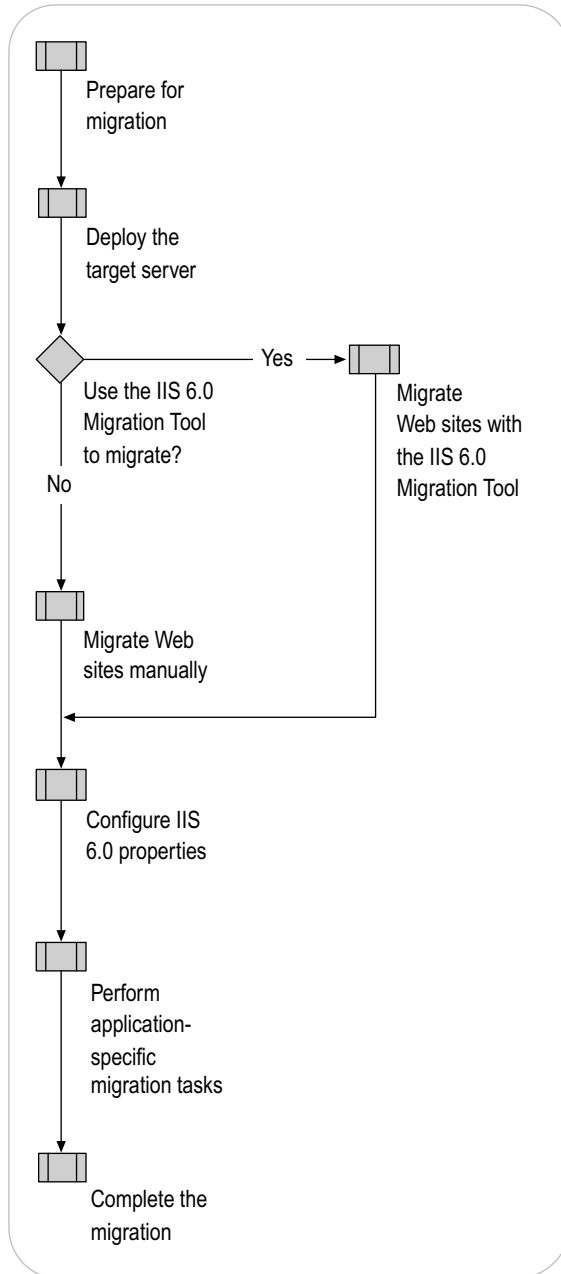 Prepare for
migration
Deploy the
target server
Yes
Use the IIS 6.0
Migration Tool
to migrate?
Migrate
Web sites with
the IIS 6.0
Migration Tool
No
Migrate Web
sites manually
Configure IIS
6.0 properties
Perform
application-
specific
migration tasks
Complete the
migration